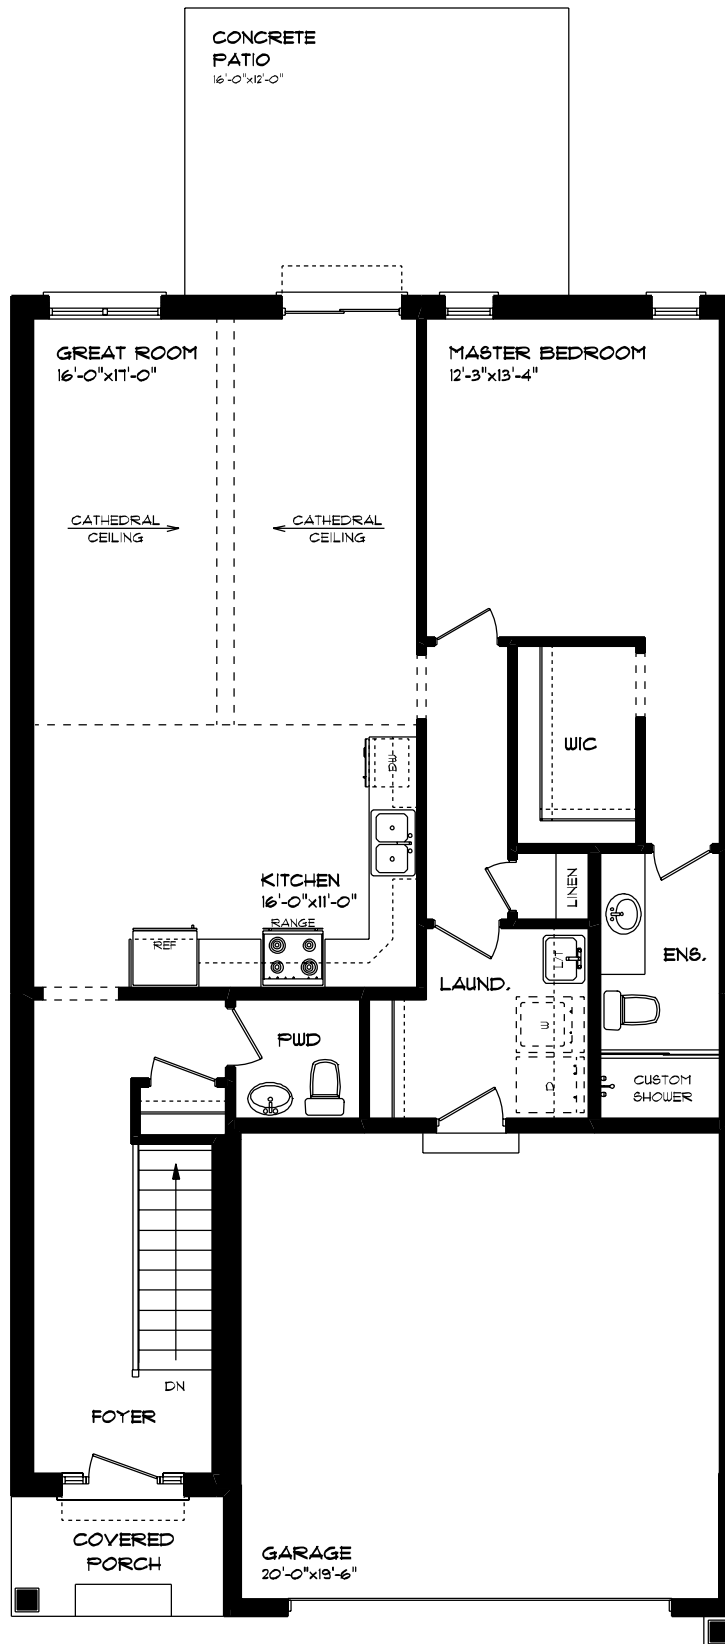 CONCRETE
PATIO
16'-0"x12'-0"
GREAT ROOM
16'-0"x17'-0"
MASTER BEDROOM
12'-3"x13'-4"
CATHEDRAL
CEILING
CATHEDRAL
CEILING
WIC
DW
KITCHEN
16'-0"x11'-0"
RANGE
REF
LINEN
ENS.
L/T
LAUND.
W
PWD
D
CUSTOM
SHOWER
DN
FOYER
COVERED
PORCH
GARAGE
20'-0"x19'-6"